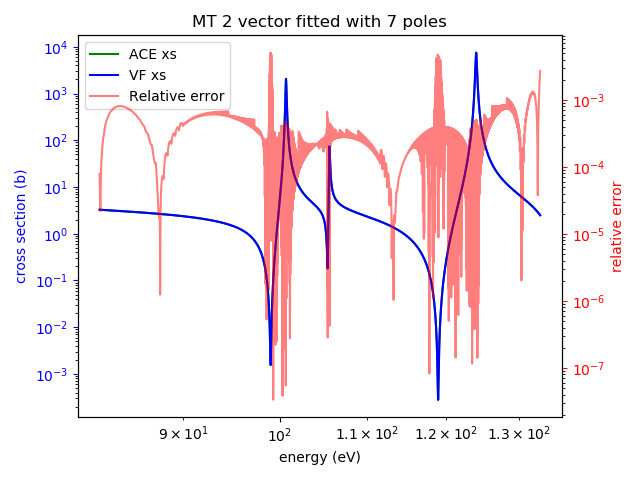 MT 2 vector fitted with 7 poles
ACE xs
VF xs
Relative error
cross section (b)
10^4
10^3
10^2
10^1
10^0
10^-1
10^-2
10^-3
10^-3
10^-4
10^-5
10^-6
10^-7
relative error
9 × 10^1
10^2
1.1 × 10^2
1.2 × 10^2
1.3 × 10^2
energy (eV)